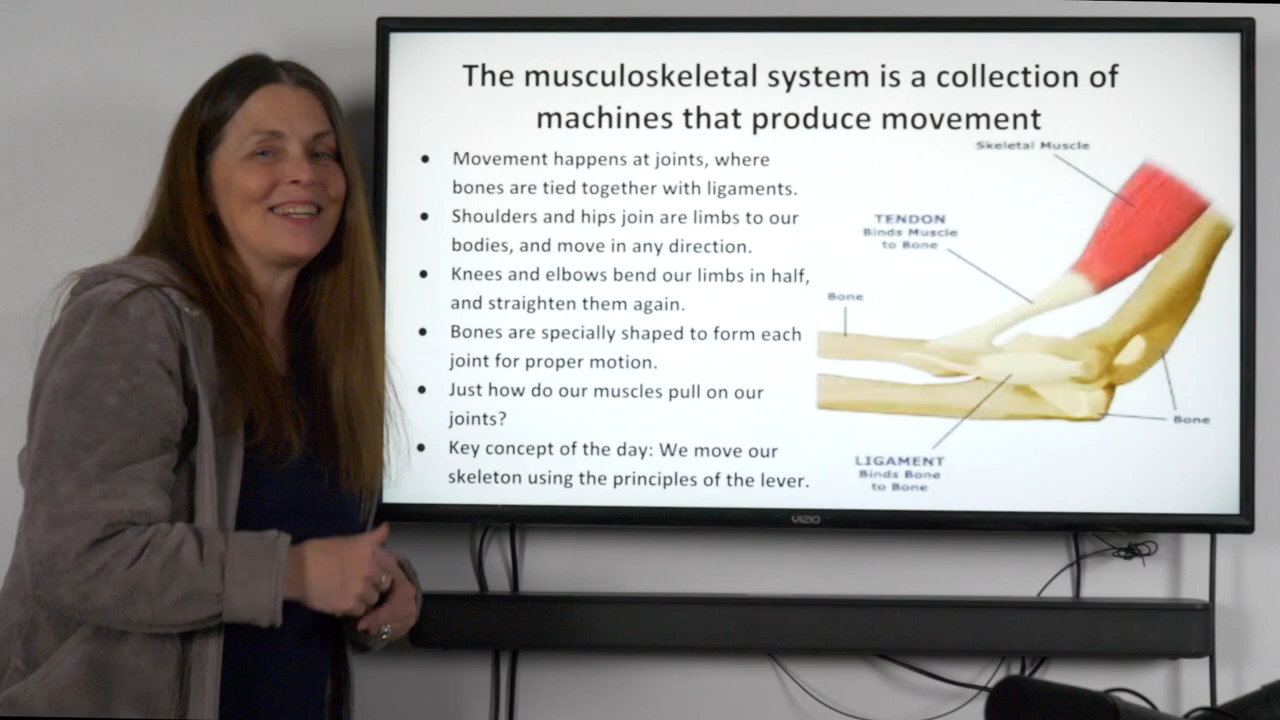 The musculoskeletal system is a collection of
machines that produce movement
• Movement happens at joints, where
bones are tied together with ligaments.
• Shoulders and hips join are limbs to our
bodies, and move in any direction.
• Knees and elbows bend our limbs in half,
and straighten them again.
• Bones are specially shaped to form each
joint for proper motion.
• Just how do our muscles pull on our
joints?
• Key concept of the day: We move our
skeleton using the principles of the lever.
Skeletal Muscle
TENDON
Binds Muscle
to Bone
Bone
Bone
LIGAMENT
Binds Bone
to Bone
VIZIO